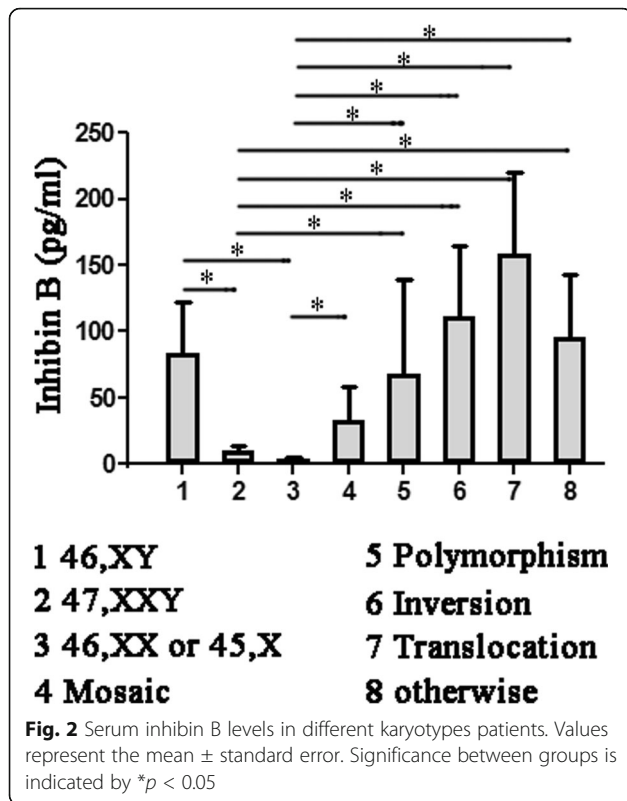 *
*
*
*
250
*
200
*
*
*
150
*
*
100
*
50
0
Inhibin B (pg/ml)
1 2 3 4 5 6 7 8
1 46,XY
2 47,XXY
3 46,XX or 45,X
4 Mosaic
5 Polymorphism
6 Inversion
7 Translocation
8 otherwise
Fig. 2 Serum inhibin B levels in different karyotypes patients. Values
represent the mean ± standard error. Significance between groups is
indicated by *p < 0.05